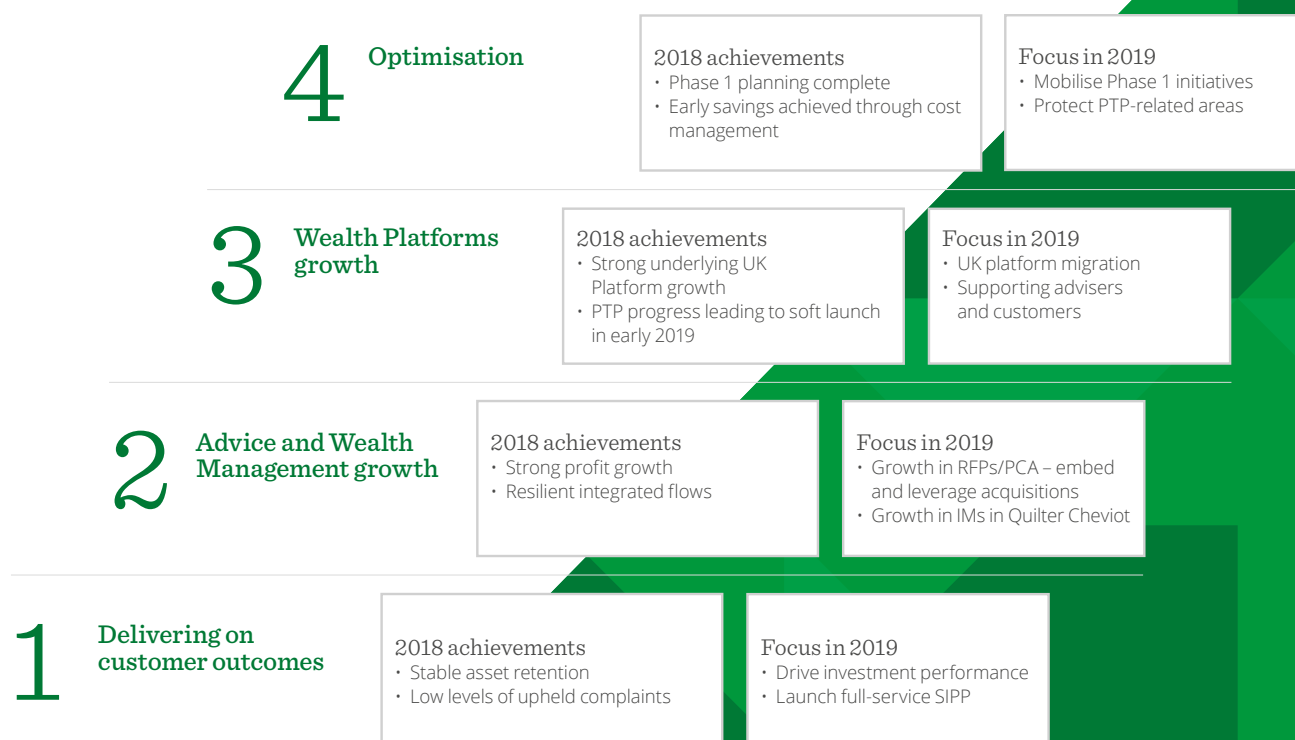 4
Optimisation
2018 achievements
• Phase 1 planning complete
• Early savings achieved through cost
management
Focus in 2019
• Mobilise Phase 1 initiatives
• Protect PTP-related areas
3
Wealth Platforms
growth
2018 achievements
• Strong underlying UK
Platform growth
• PTP progress leading to soft launch
in early 2019
Focus in 2019
• UK platform migration
• Supporting advisers
and customers
2
Advice and Wealth
Management growth
2018 achievements
• Strong profit growth
• Resilient integrated flows
Focus in 2019
• Growth in RFPs/PCA – embed
and leverage acquisitions
• Growth in IMs in Quilter Cheviot
1
Delivering on
customer outcomes
2018 achievements
• Stable asset retention
• Low levels of upheld complaints
Focus in 2019
• Drive investment performance
• Launch full-service SIPP